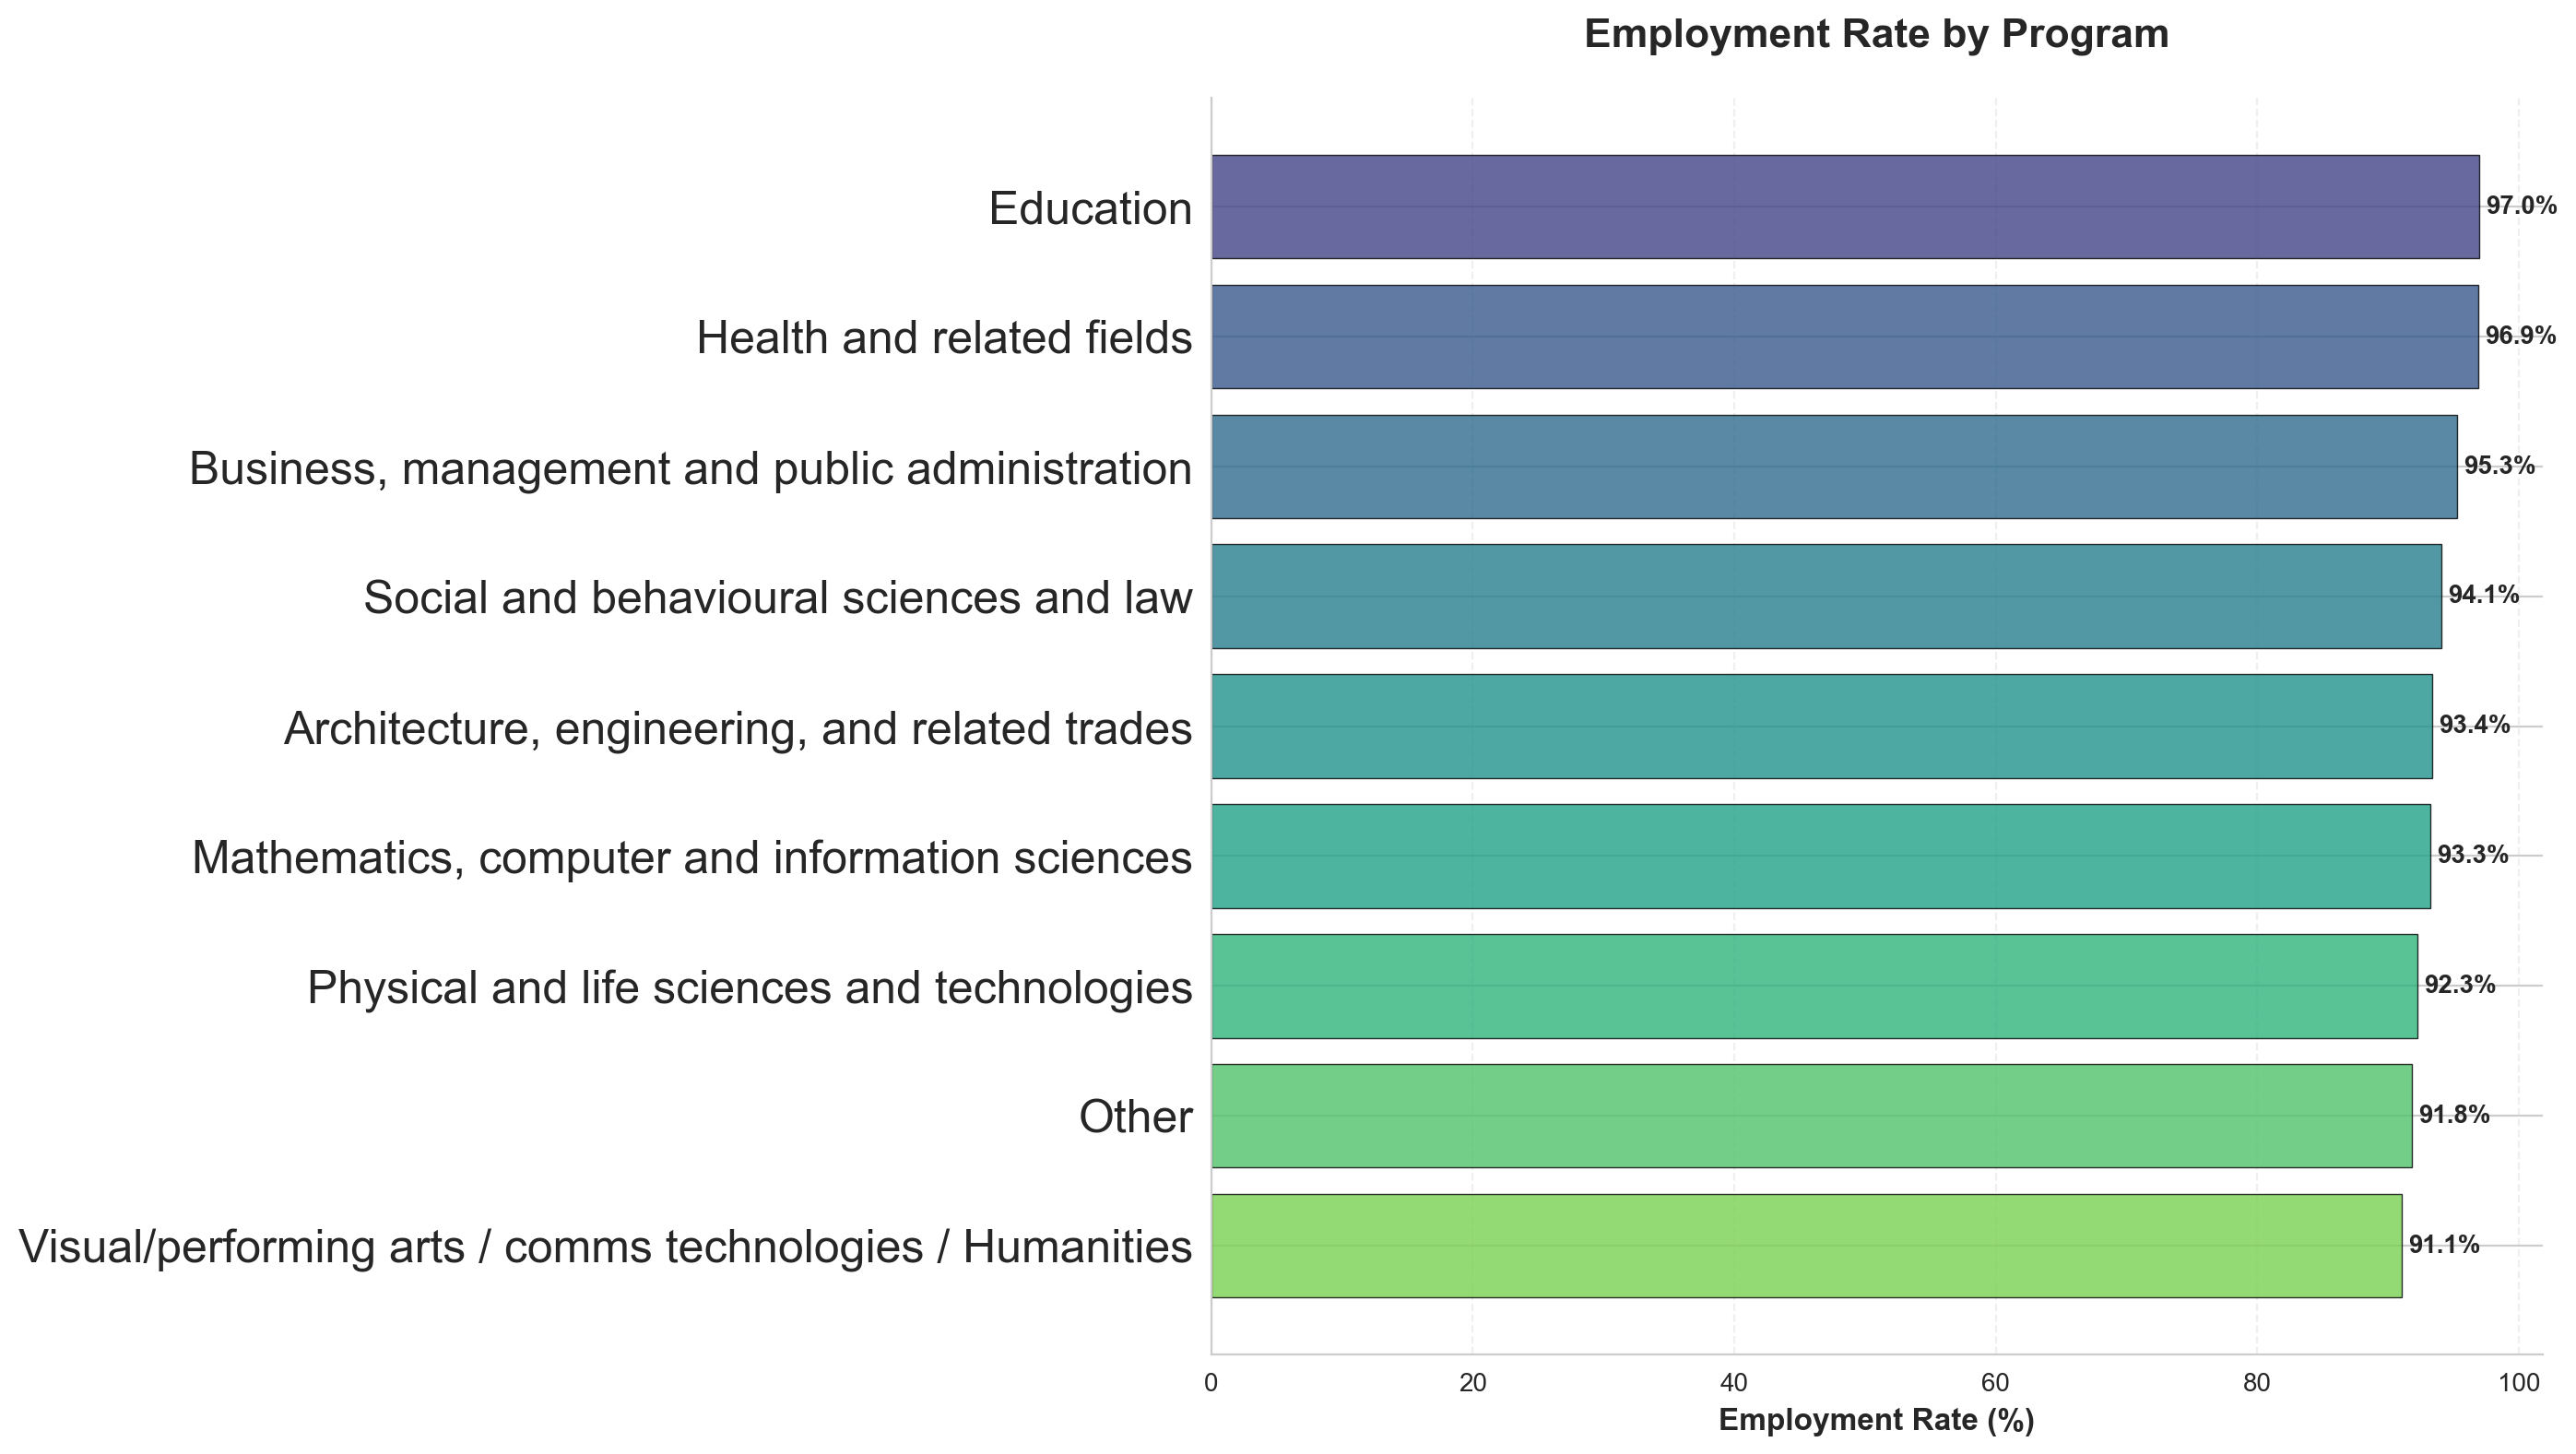 Employment Rate by Program
Education
97.0%
Health and related fields
96.9%
Business, management and public administration
95.3%
Social and behavioural sciences and law
94.1%
Architecture, engineering, and related trades
93.4%
Mathematics, computer and information sciences
93.3%
Physical and life sciences and technologies
92.3%
Other
91.8%
Visual/performing arts / comms technologies / Humanities
91.1%
0 20 40 60 80 100
Employment Rate (%)